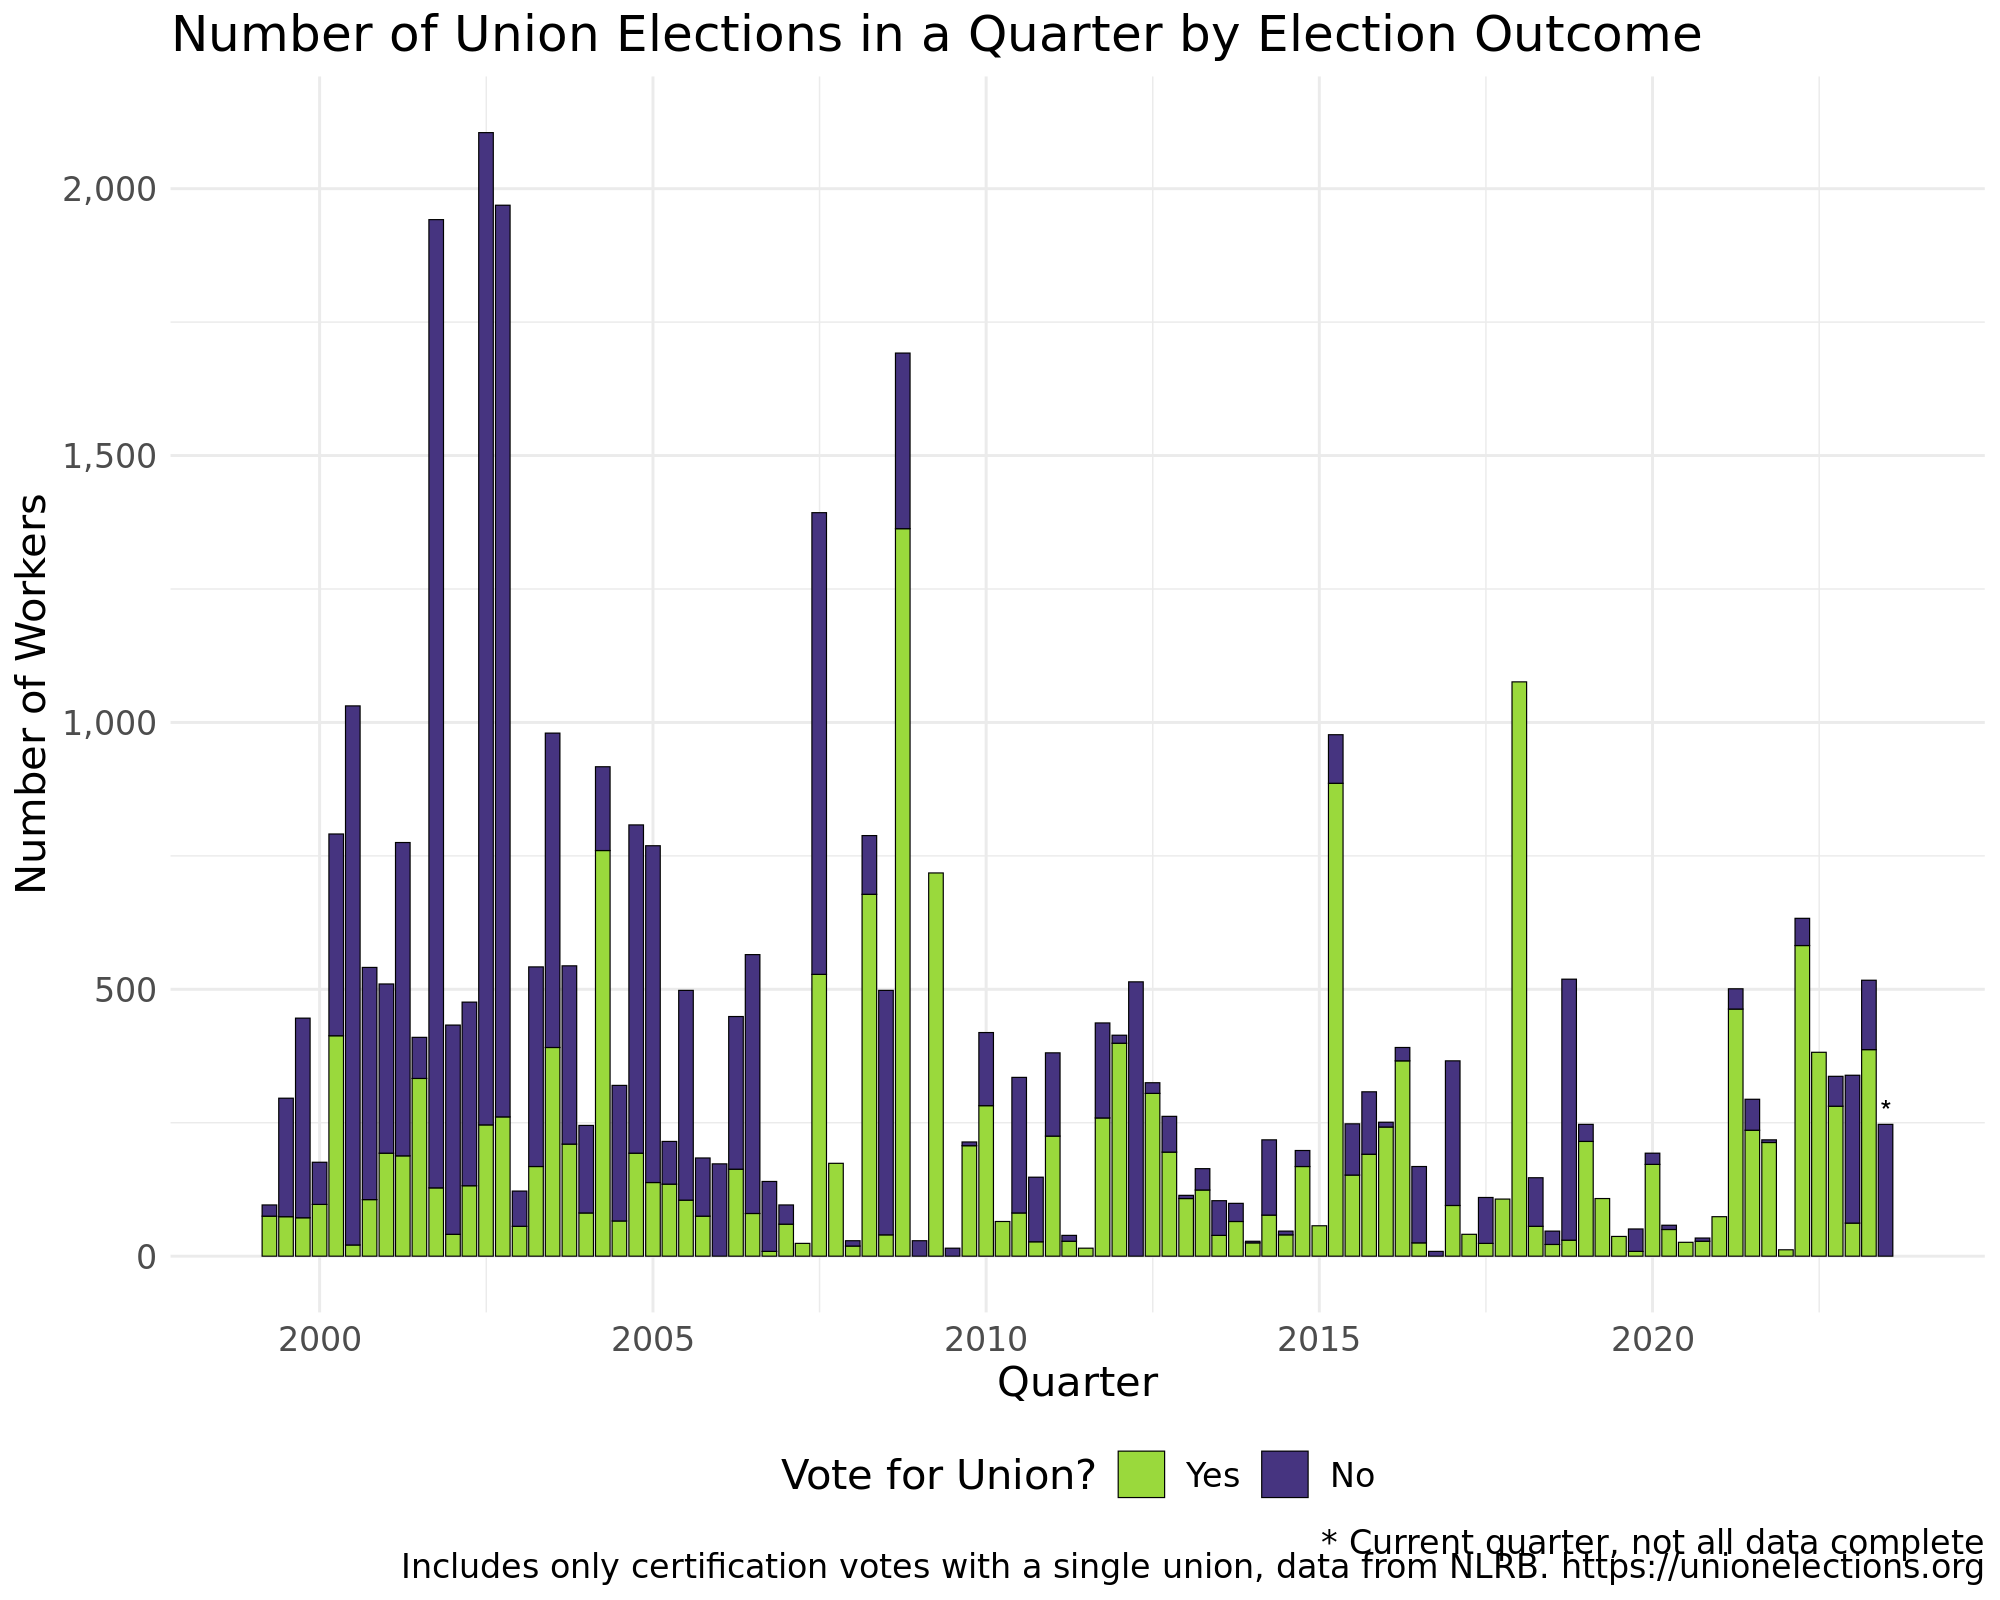 Number of Union Elections in a Quarter by Election Outcome
Number of Workers
2,000
1,500
1,000
500
0
*
2000 2005 2010 2015 2020
Quarter
Vote for Union? Yes No
* Current quarter, not all data complete
Includes only certification votes with a single union, data from NLRB. https://unionelections.org